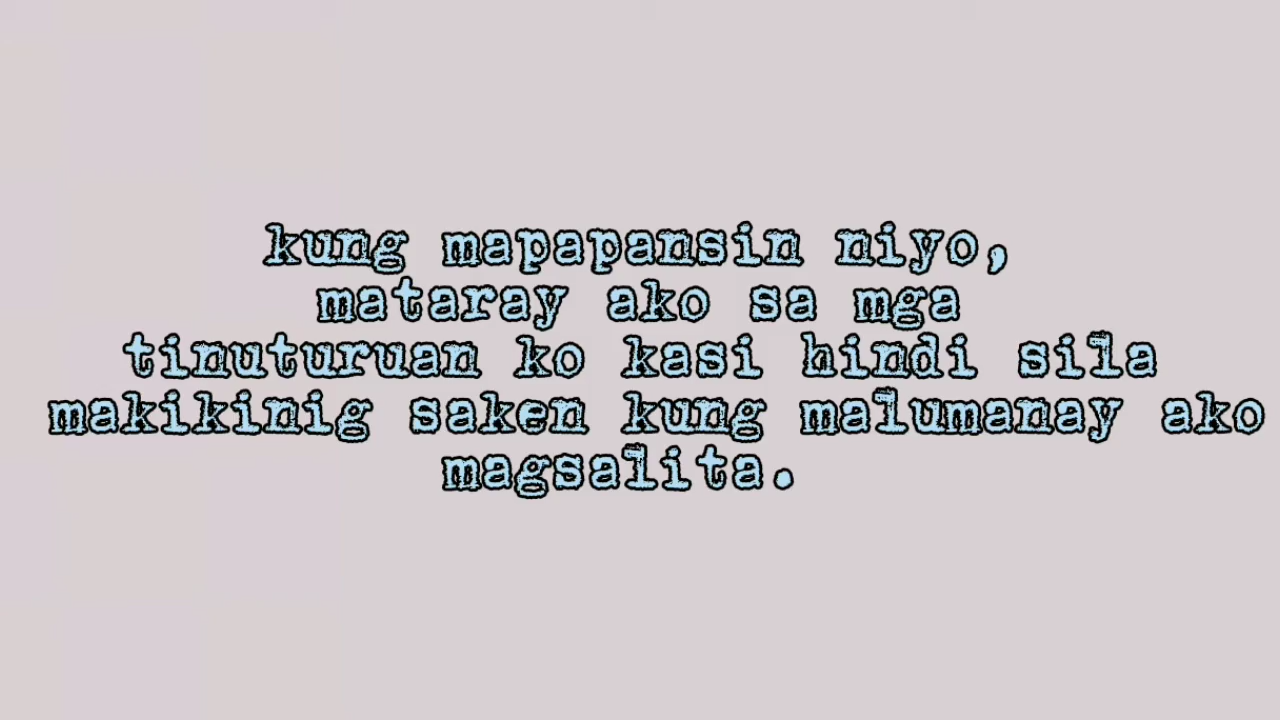 kung mapapansin niyo,
mataray ako sa mga
tinuturuan ko kasi hindi sila
makikinig saken kung malumanay ako
magsalita.